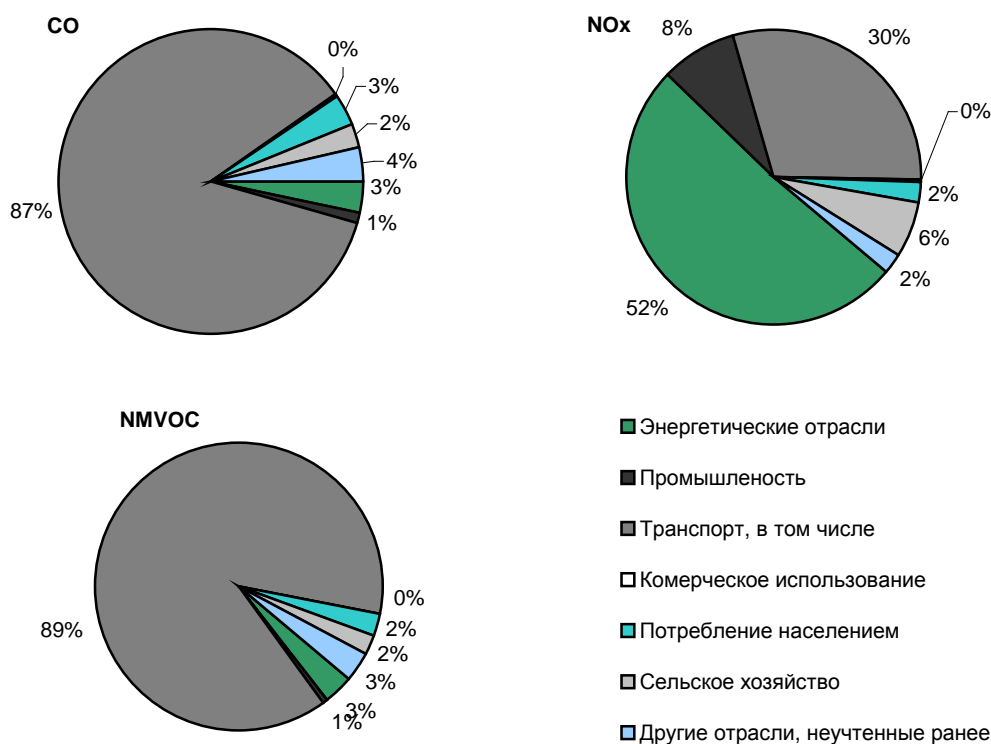 CO
0%
3%
2%
4%
3%
1%
87%
NOx
8%
30%
0%
2%
6%
2%
52%
NMVOC
0%
2%
2%
3%
3%
1%
89%
Энергетические отрасли
Промышленость
Транспорт, в том числе
Комерческое использование
Потребление населением
Сельское хозяйство
Другие отрасли, неучтенные ранее